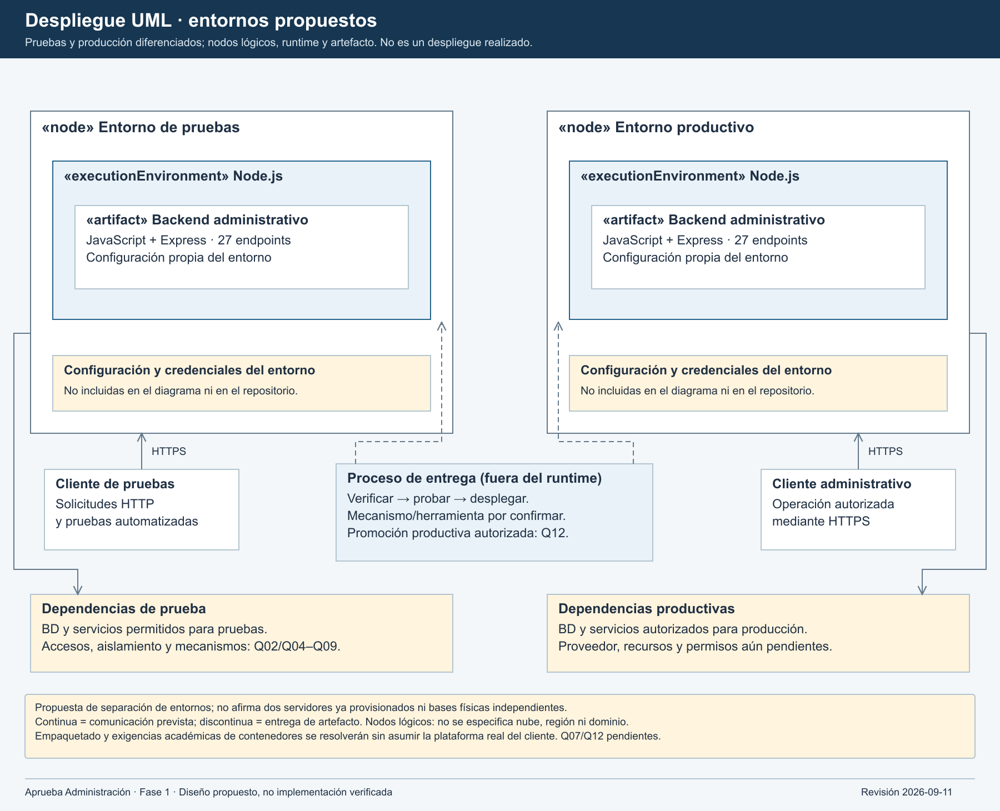 Despliegue UML · entornos propuestos
Pruebas y producción diferenciados; nodos lógicos, runtime y artefacto. No es un despliegue realizado.
«node» Entorno de pruebas
«executionEnvironment» Node.js
«artifact» Backend administrativo
JavaScript + Express · 27 endpoints
Configuración propia del entorno
Configuración y credenciales del entorno
No incluidas en el diagrama ni en el repositorio.
«node» Entorno productivo
«executionEnvironment» Node.js
«artifact» Backend administrativo
JavaScript + Express · 27 endpoints
Configuración propia del entorno
Configuración y credenciales del entorno
No incluidas en el diagrama ni en el repositorio.
HTTPS
HTTPS
Cliente de pruebas
Solicitudes HTTP
y pruebas automatizadas
Proceso de entrega (fuera del runtime)
Verificar → probar → desplegar.
Mecanismo/herramienta por confirmar.
Promoción productiva autorizada: Q12.
Cliente administrativo
Operación autorizada
mediante HTTPS
Dependencias de prueba
BD y servicios permitidos para pruebas.
Accesos, aislamiento y mecanismos: Q02/Q04–Q09.
Dependencias productivas
BD y servicios autorizados para producción.
Proveedor, recursos y permisos aún pendientes.
Propuesta de separación de entornos; no afirma dos servidores ya provisionados ni bases físicas independientes.
Continua = comunicación prevista; discontinua = entrega de artefacto. Nodos lógicos: no se especifica nube, región ni dominio.
Empaquetado y exigencias académicas de contenedores se resolverán sin asumir la plataforma real del cliente. Q07/Q12 pendientes.
Aprueba Administración · Fase 1 · Diseño propuesto, no implementación verificada
Revisión 2026-09-11